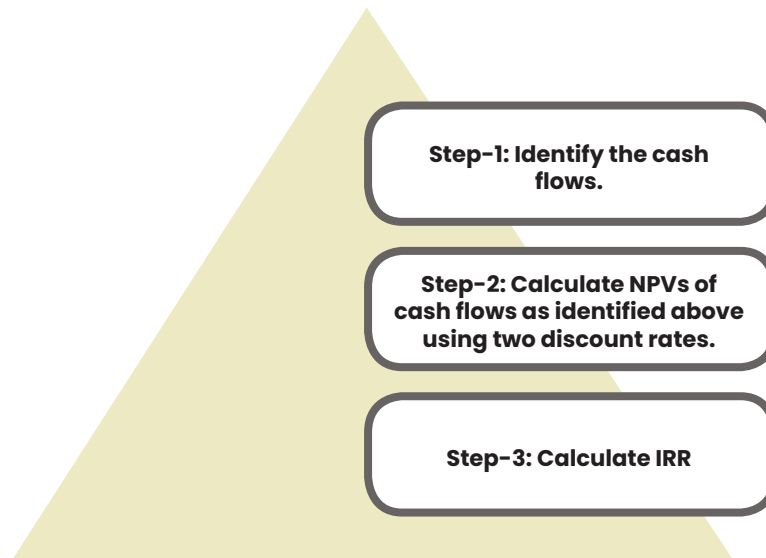 Step-1: Identify the cash
flows.
Step-2: Calculate NPVs of
cash flows as identified above
using two discount rates.
Step-3: Calculate IRR